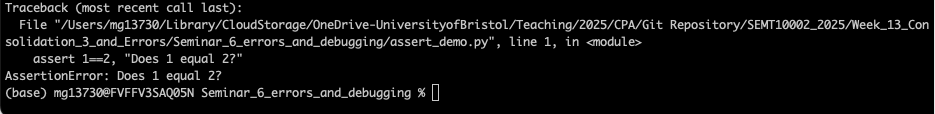 Traceback (most recent call last):
  File "/Users/mg13730/Library/CloudStorage/OneDrive-UniversityofBristol/Teaching/2025/CPA/Git Repository/SEMT10002_2025/Week_13_Con
solidation_3_and_Errors/Seminar_6_errors_and_debugging/assert_demo.py", line 1, in <module>
    assert 1==2, "Does 1 equal 2?"
AssertionError: Does 1 equal 2?
(base) mg13730@FVFFV3SAQ05N Seminar_6_errors_and_debugging %